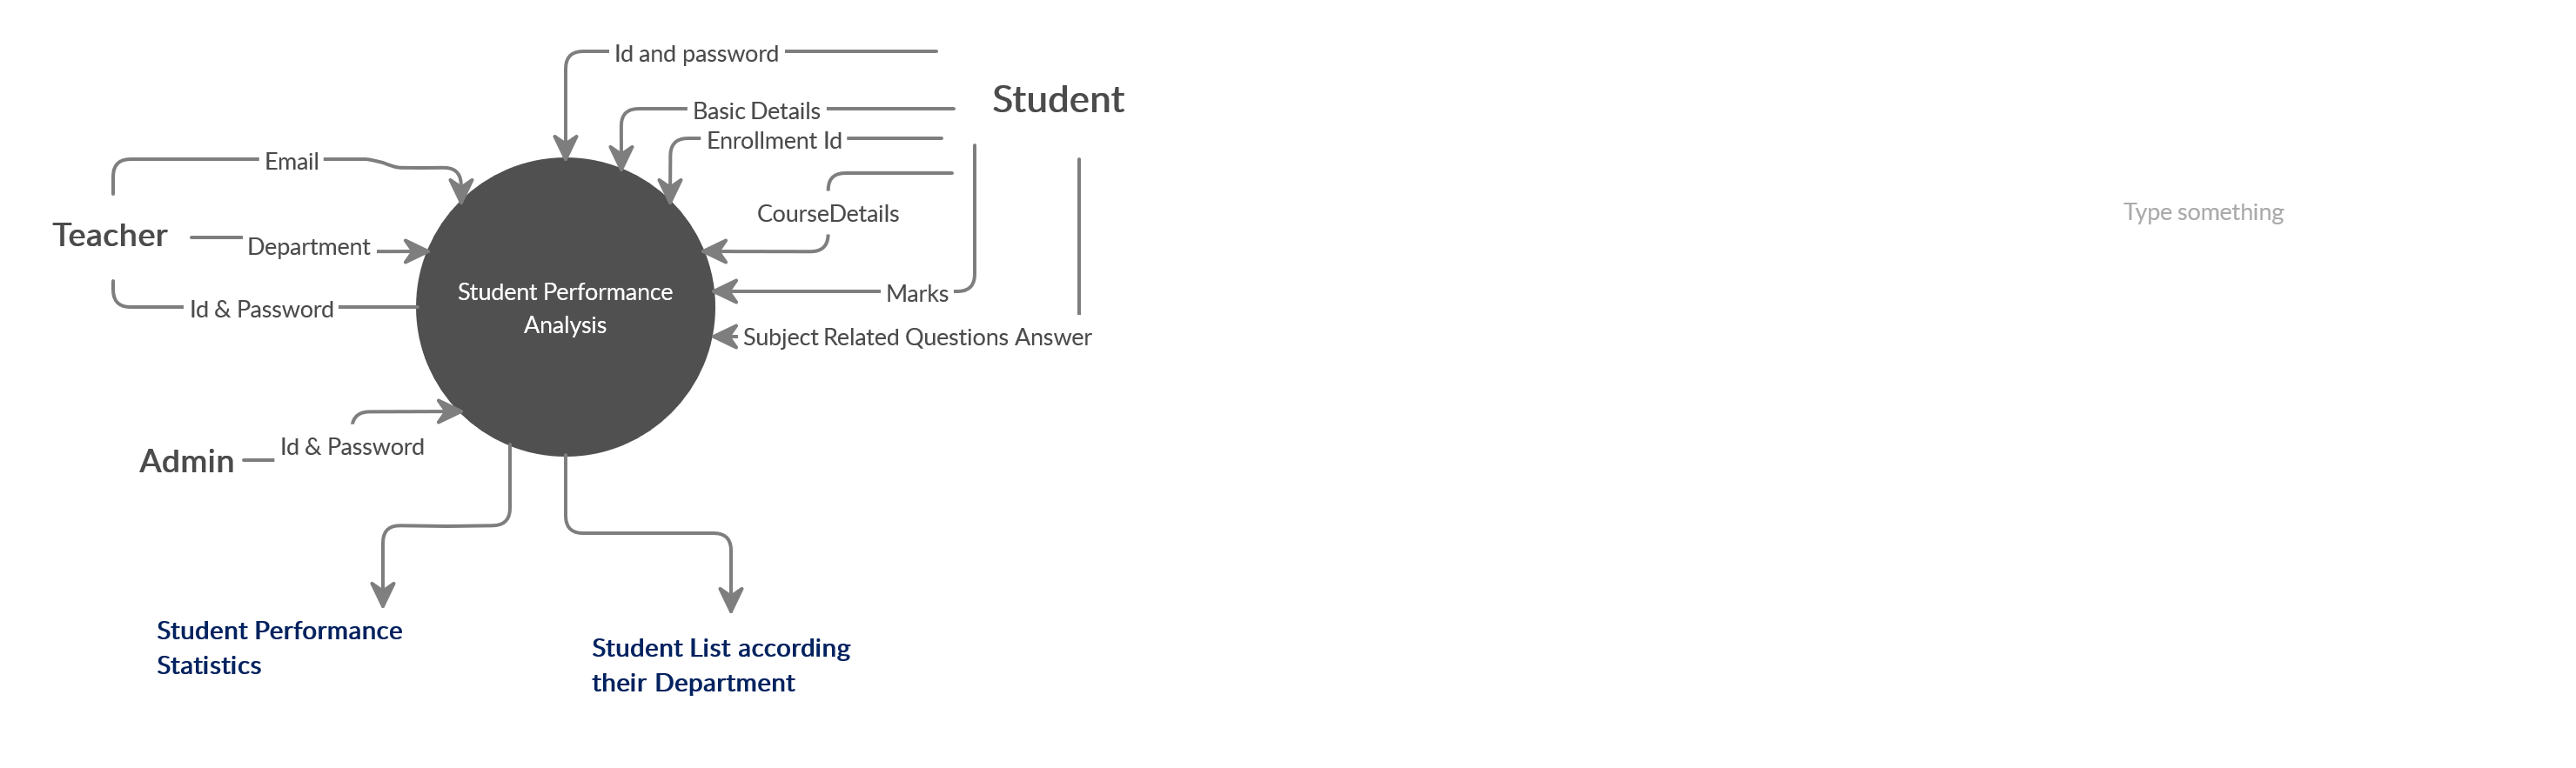 Id and password
Student
Basic Details
Enrollment Id
Email
CourseDetails
Type something
Teacher
Department
Student Performance
Analysis
Marks
Id & Password
Subject Related Questions Answer
Id & Password
Admin
Student Performance
Statistics
Student List according
their Department